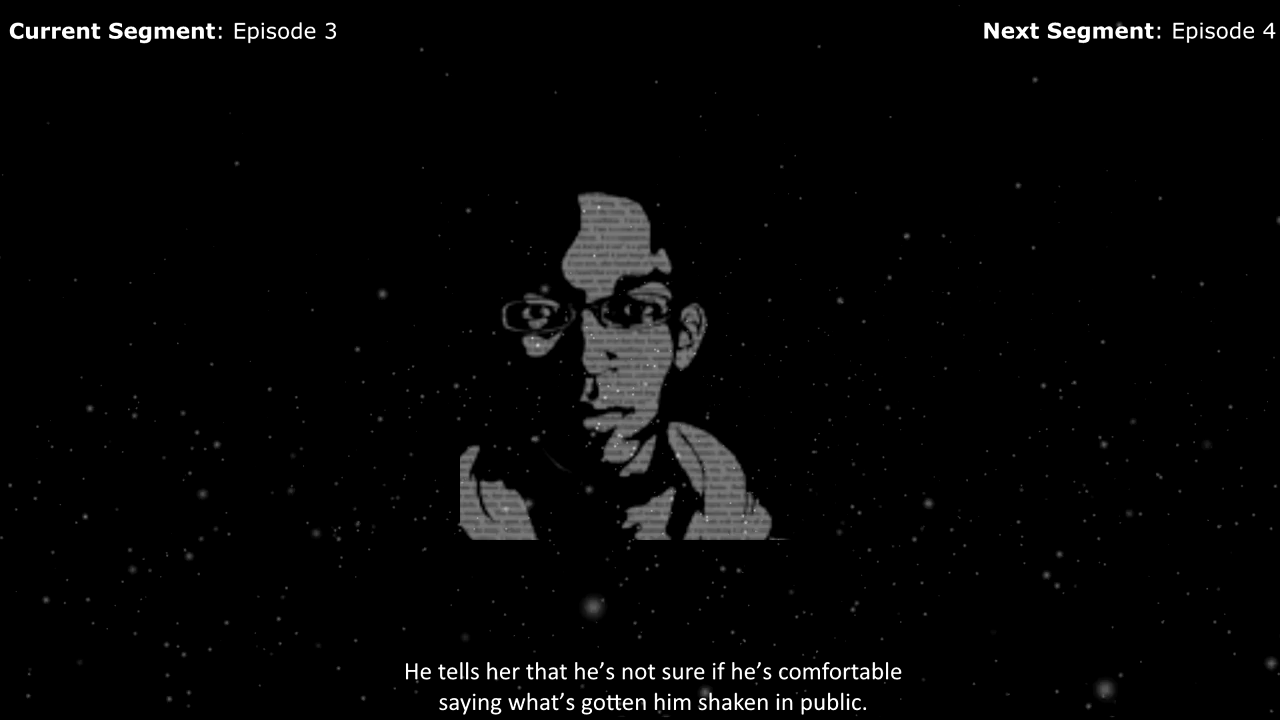 Current Segment: Episode 3
Next Segment: Episode 4
He tells her that he’s not sure if he’s comfortable
saying what’s gotten him shaken in public.